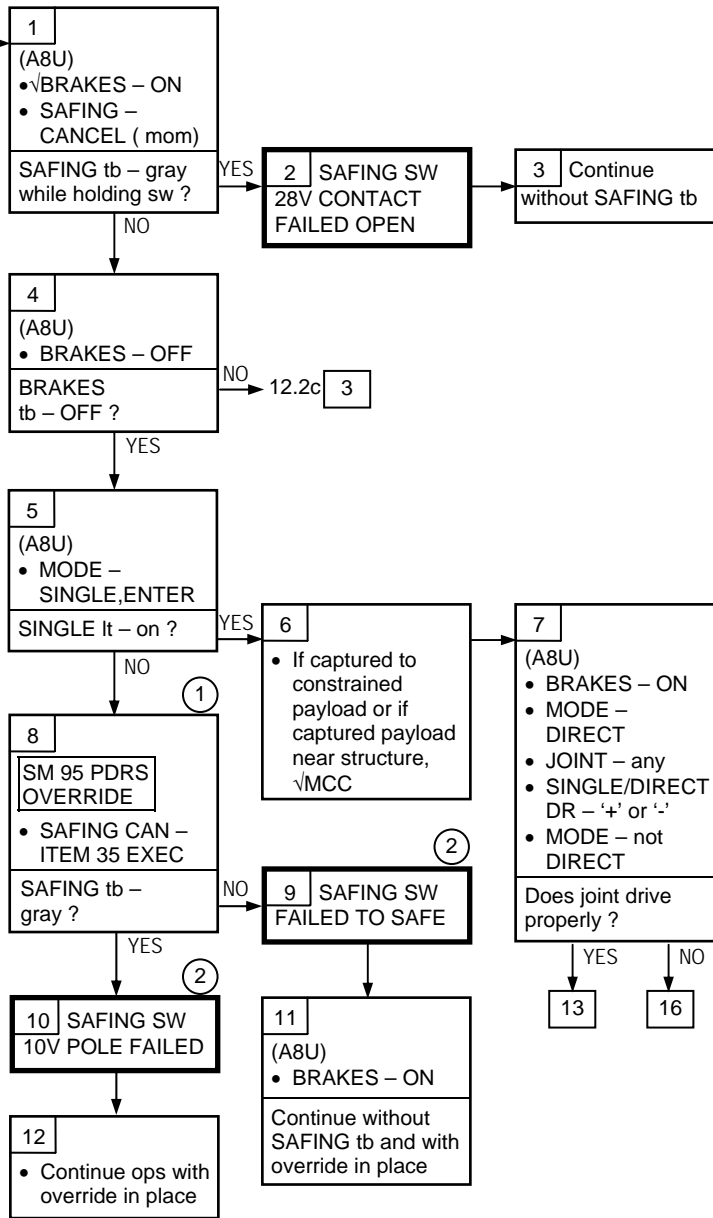 1
(A8U)
•√BRAKES – ON
• SAFING –
CANCEL ( mom)
SAFING tb – gray
while holding sw ?
YES
NO
2 SAFING SW
28V CONTACT
FAILED OPEN
3 Continue
without SAFING tb
4
(A8U)
• BRAKES – OFF
BRAKES
tb – OFF ?
NO
12.2c 3
YES
5
(A8U)
• MODE –
SINGLE,ENTER
SINGLE lt – on ?
YES
NO
6
• If captured to
constrained
payload or if
captured payload
near structure,
√MCC
7
(A8U)
• BRAKES – ON
• MODE –
DIRECT
• JOINT – any
• SINGLE/DIRECT
DR – ‘+’ or ‘-’
• MODE – not
DIRECT
Does joint drive
properly ?
YES
NO
13
16
1
8
SM 95 PDRS
OVERRIDE
• SAFING CAN –
ITEM 35 EXEC
SAFING tb –
gray ?
NO
YES
2
9 SAFING SW
FAILED TO SAFE
2
10 SAFING SW
10V POLE FAILED
11
(A8U)
• BRAKES – ON
Continue without
SAFING tb and with
override in place
12
• Continue ops with
override in place